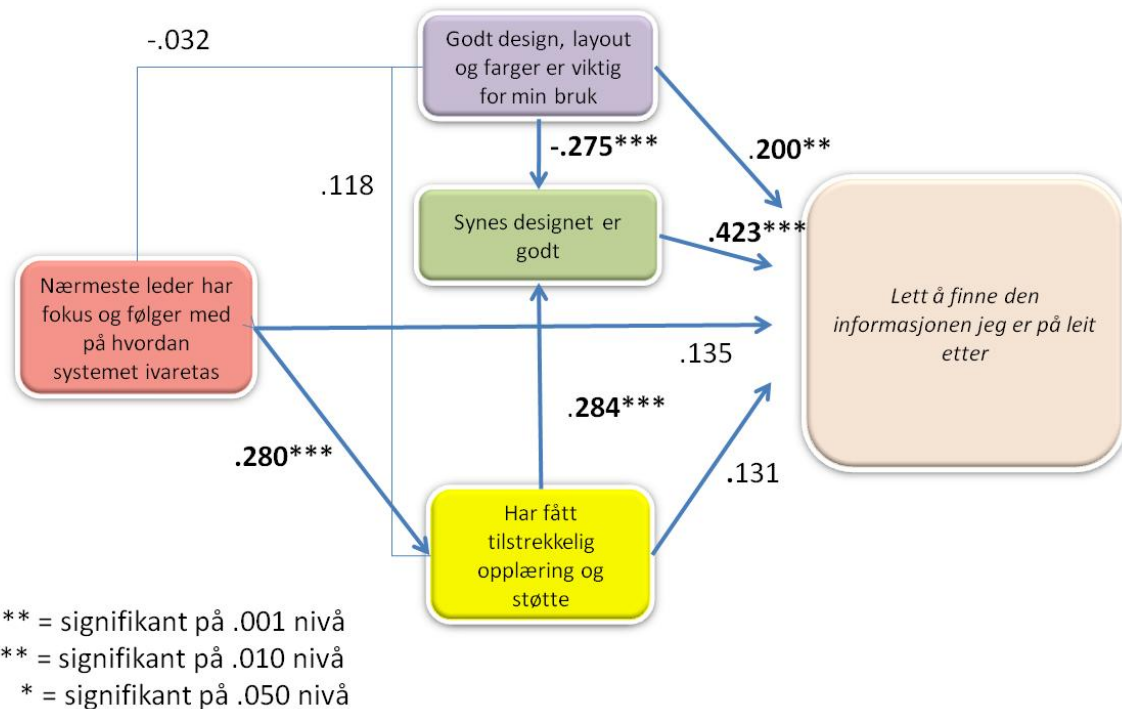 -.032
Godt design, layout
og farger er viktig
for min bruk
-.275***
.200**
.118
Synes designet er
godt
.423***
Nærmeste leder har
fokus og følger med
på hvordan
systemet ivaretas
Lett å finne den
informasjonen jeg er på leit
etter
.135
.284***
.280***
.131
Har fått
tilstrekkelig
opplæring og
støtte
** = signifikant på .001 nivå
** = signifikant på .010 nivå
* = signifikant på .050 nivå